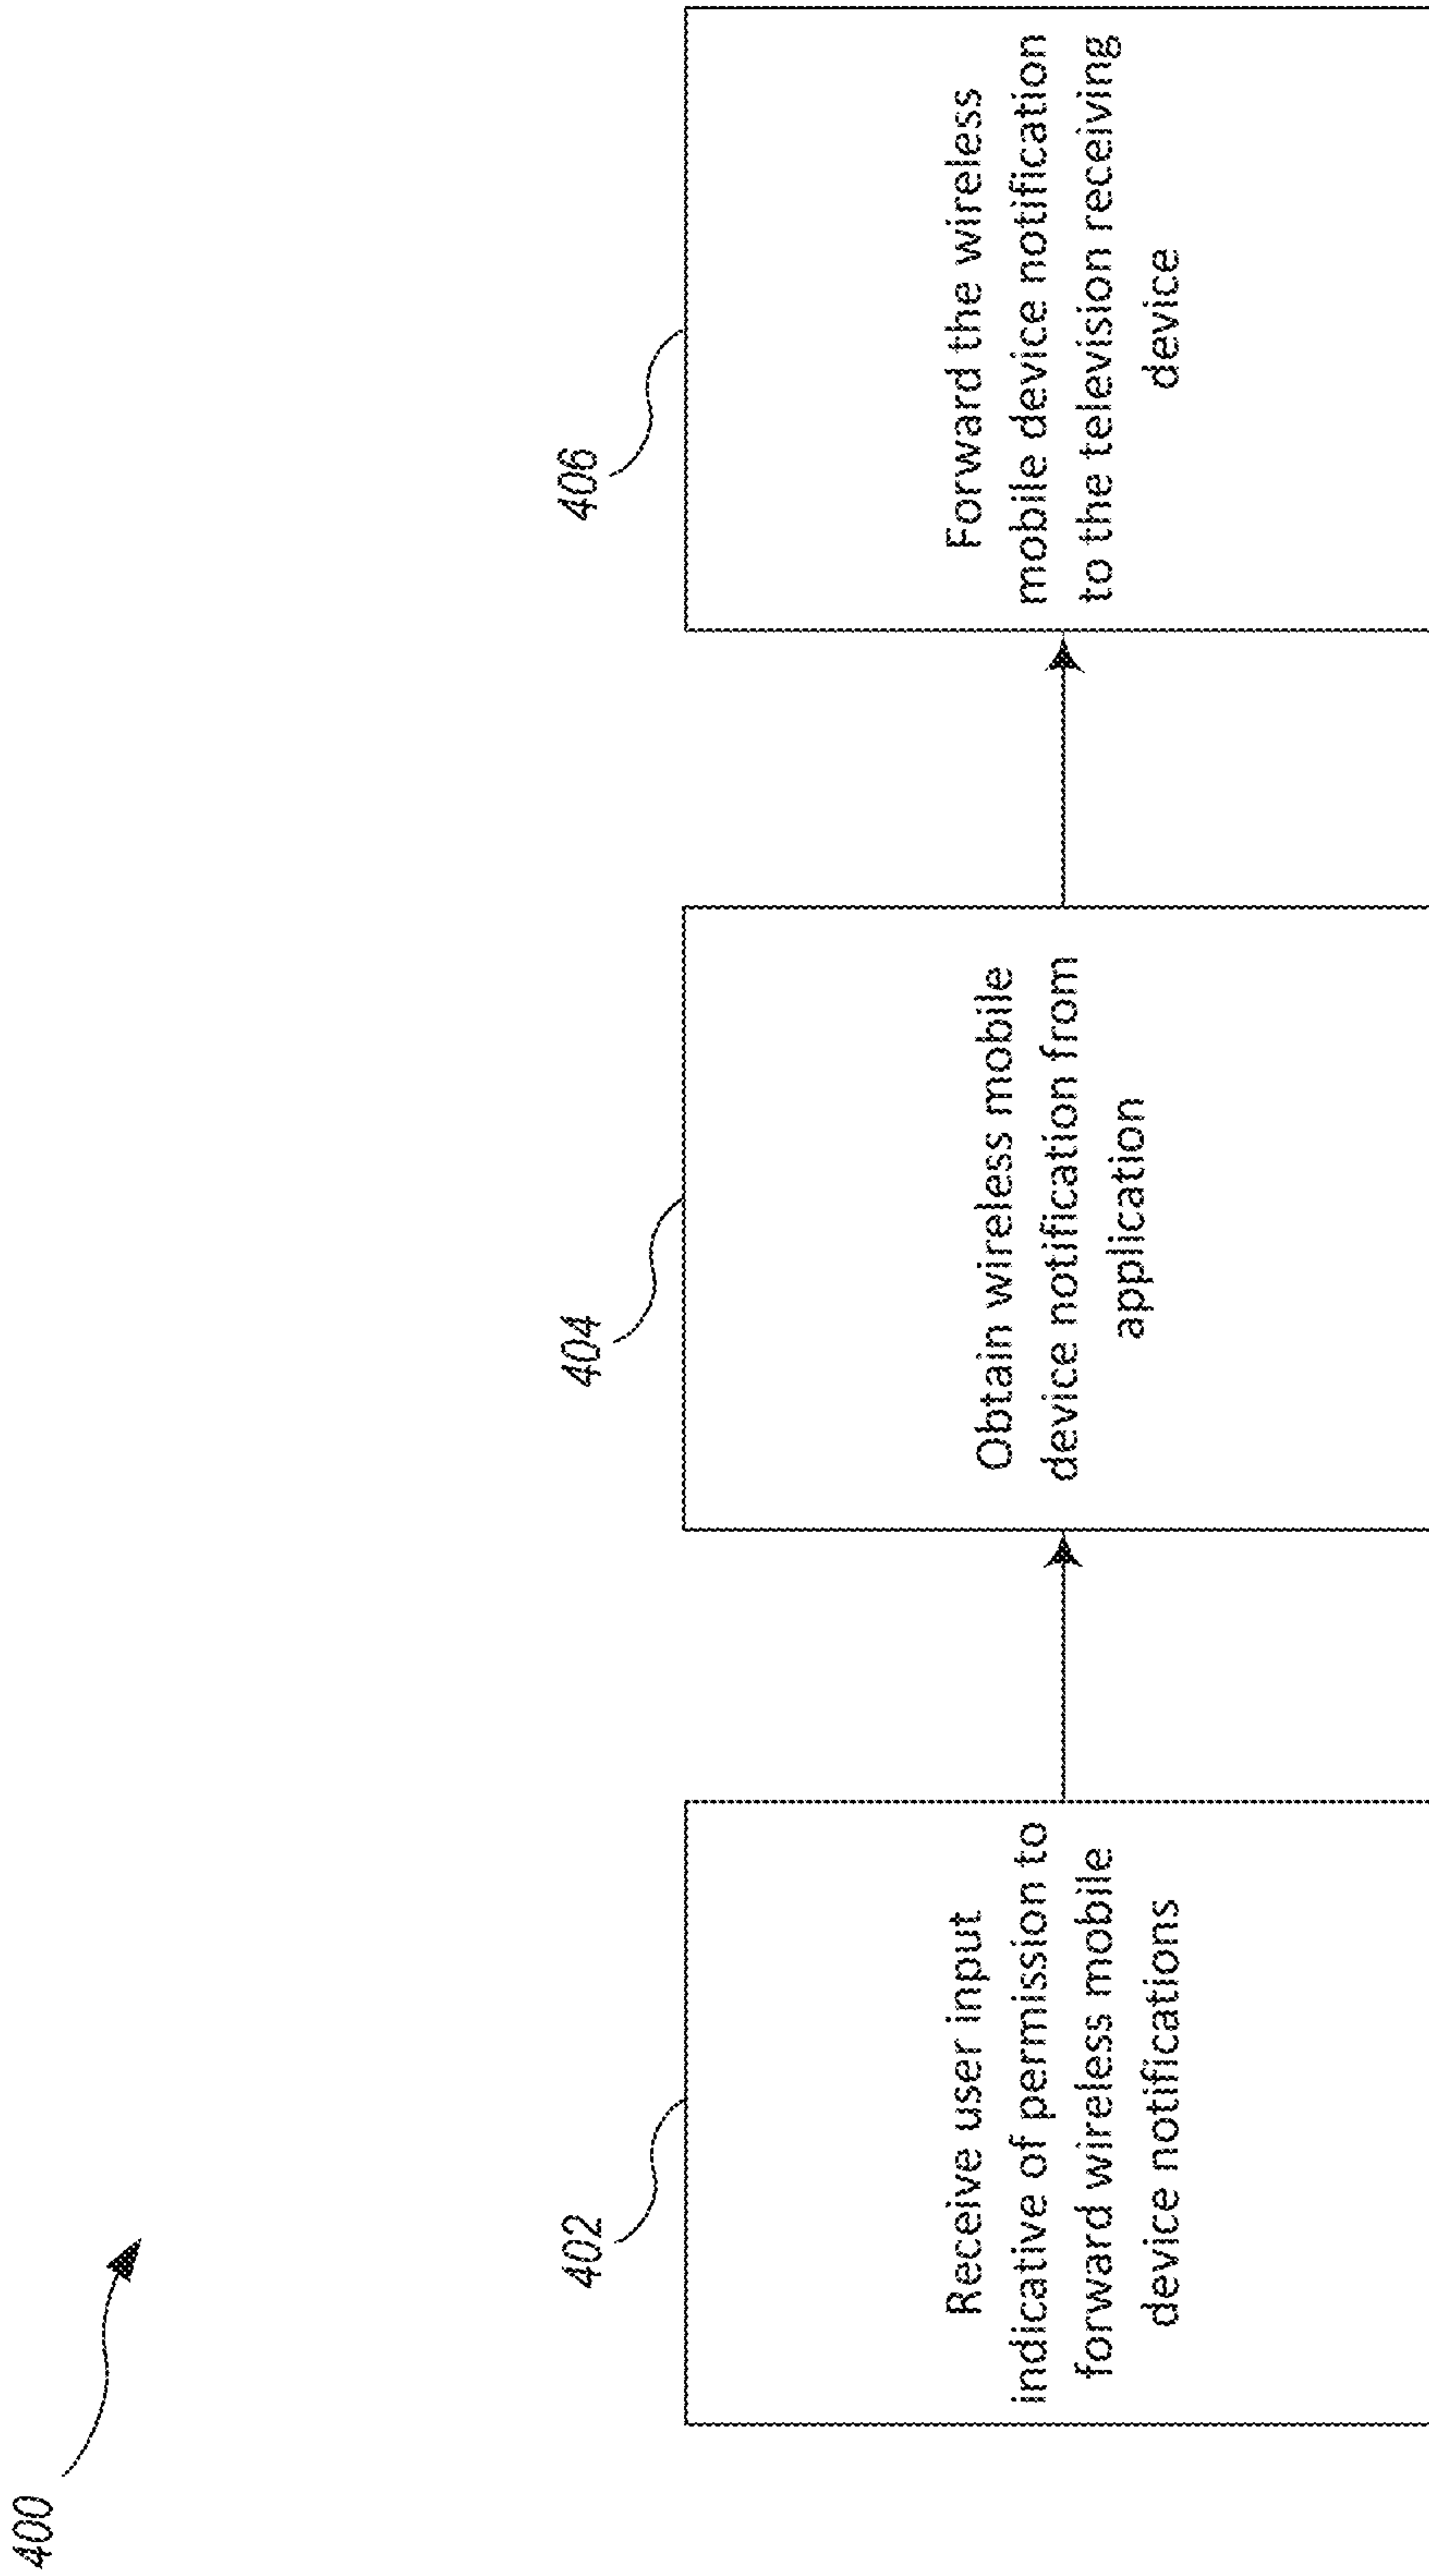 400
402
Receive user input
indicative of permission to
forward wireless mobile
device notifications
404
Obtain wireless mobile
device notification from
application
406
Forward the wireless
mobile device notification
to the television receiving
device